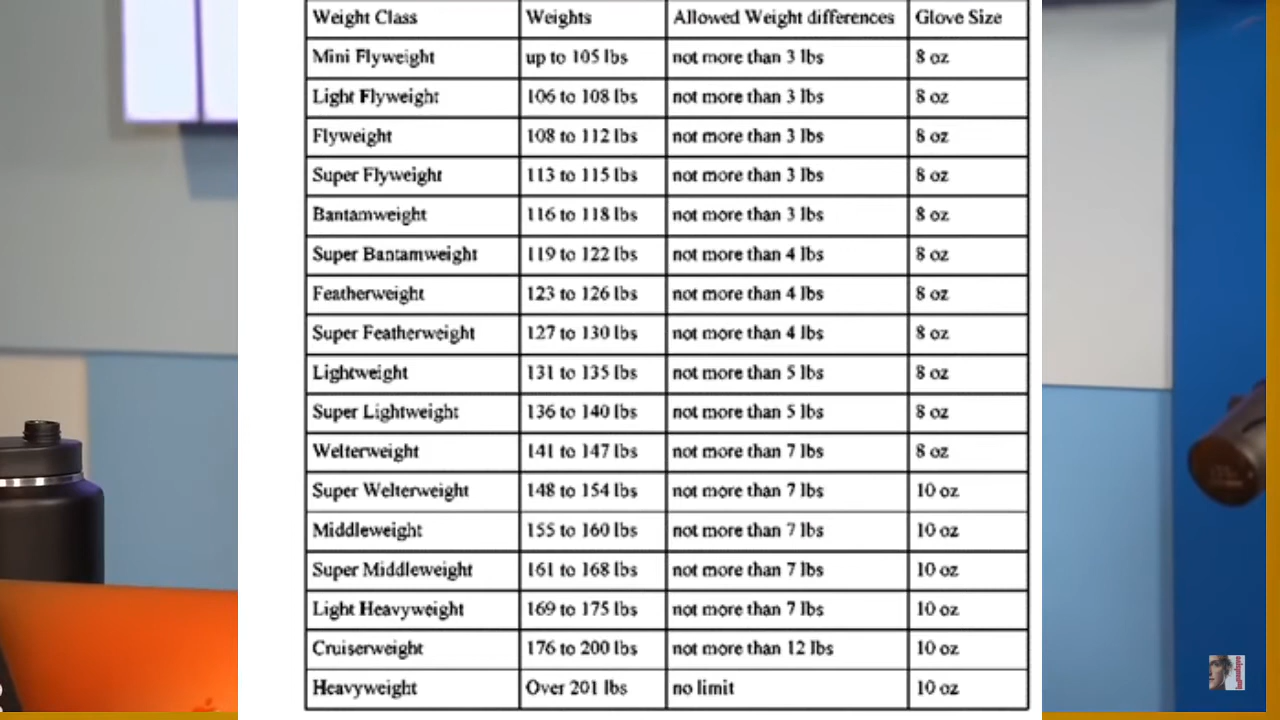 Weight Class Weights Allowed Weight differences Glove Size
Mini Flyweight up to 105 lbs not more than 3 lbs 8 oz
Light Flyweight 106 to 108 lbs not more than 3 lbs 8 oz
Flyweight 108 to 112 lbs not more than 3 lbs 8 oz
Super Flyweight 113 to 115 lbs not more than 3 lbs 8 oz
Bantamweight 116 to 118 lbs not more than 3 lbs 8 oz
Super Bantamweight 119 to 122 lbs not more than 4 lbs 8 oz
Featherweight 123 to 126 lbs not more than 4 lbs 8 oz
Super Featherweight 127 to 130 lbs not more than 4 lbs 8 oz
Lightweight 131 to 135 lbs not more than 5 lbs 8 oz
Super Lightweight 136 to 140 lbs not more than 5 lbs 8 oz
Welterweight 141 to 147 lbs not more than 7 lbs 8 oz
Super Welterweight 148 to 154 lbs not more than 7 lbs 10 oz
Middleweight 155 to 160 lbs not more than 7 lbs 10 oz
Super Middleweight 161 to 168 lbs not more than 7 lbs 10 oz
Light Heavyweight 169 to 175 lbs not more than 7 lbs 10 oz
Cruiserweight 176 to 200 lbs not more than 12 lbs 10 oz
Heavyweight Over 201 lbs no limit 10 oz